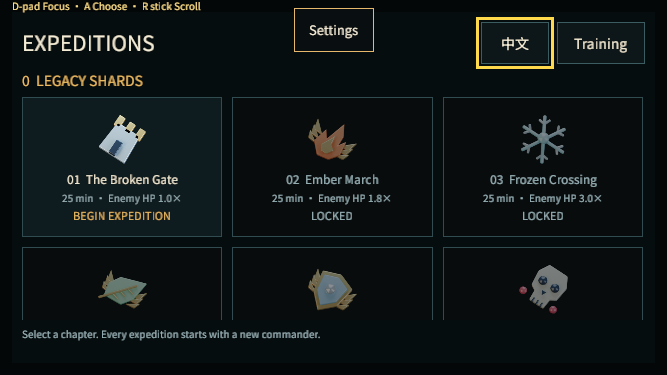 D-pad Focus • A Choose • R stick Scroll
Settings
EXPEDITIONS
中文
Training
0 LEGACY SHARDS
01 The Broken Gate
25 min • Enemy HP 1.0×
BEGIN EXPEDITION
02 Ember March
25 min • Enemy HP 1.8×
LOCKED
03 Frozen Crossing
25 min • Enemy HP 3.0×
LOCKED
Select a chapter. Every expedition starts with a new commander.